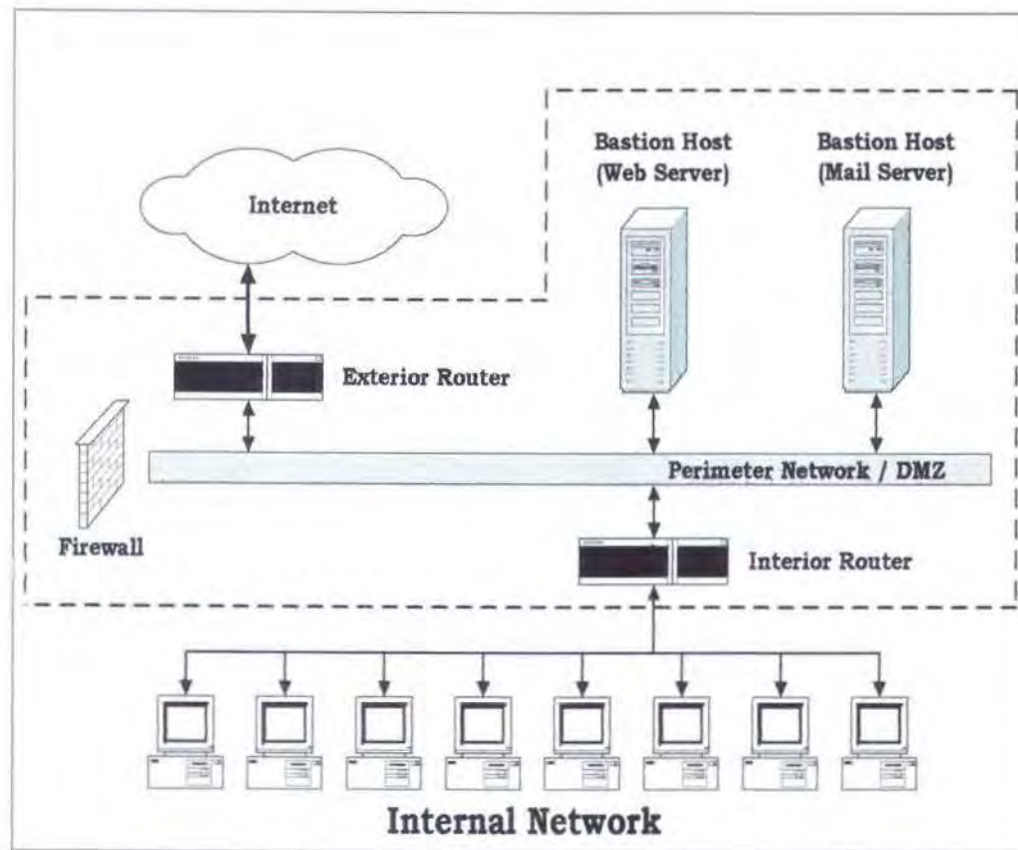 Bastion Host
(Web Server)
Bastion Host
(Mail Server)
Internet
Exterior Router
Perimeter Network / DMZ
Firewall
Interior Router
Internal Network